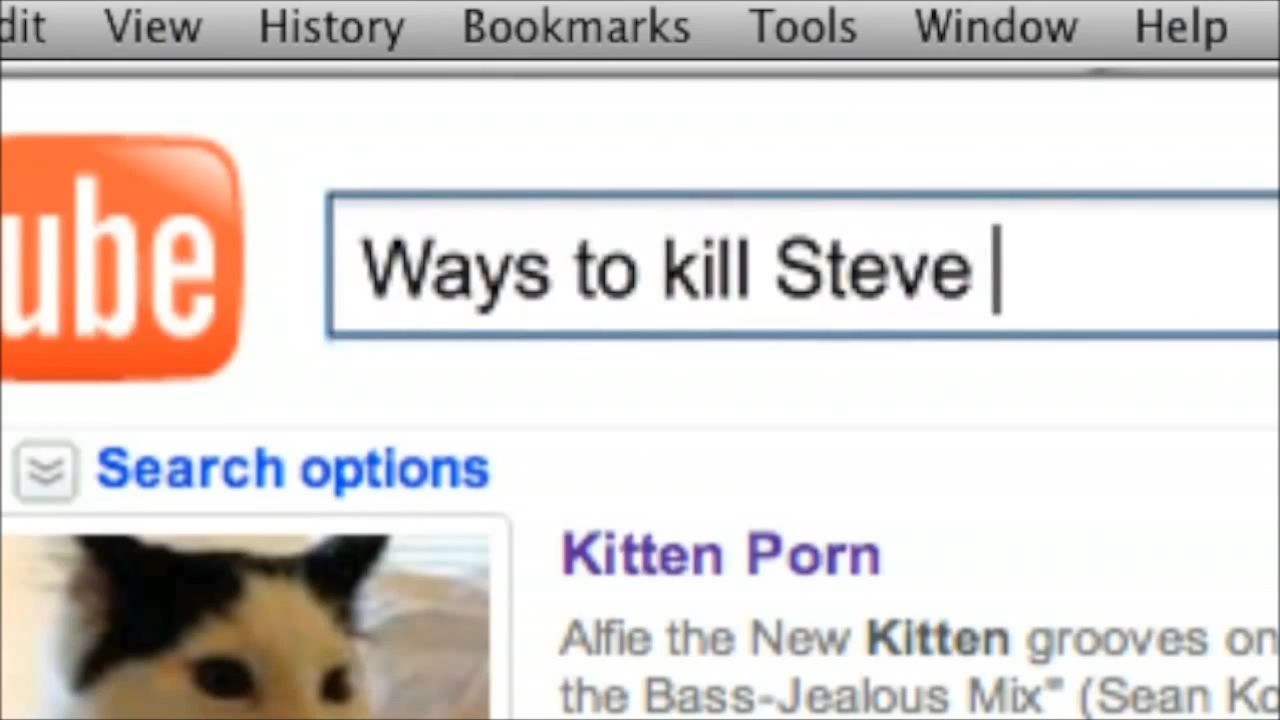 dit View History Bookmarks Tools Window Help
ube
Ways to kill Steve
Search options
Kitten Porn
Alfie the New Kitten grooves on
the Bass-Jealous Mix" (Sean Ko